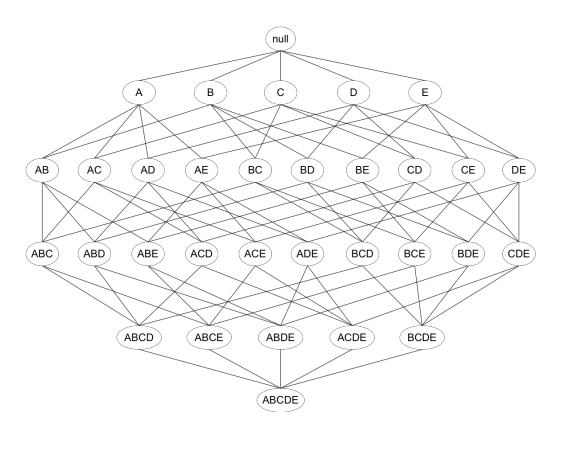 null
A B C D E
AB AC AD AE BC BD BE CD CE DE
ABC ABD ABE ACD ACE ADE BCD BCE BDE CDE
ABCD ABCE ABDE ACDE BCDE
ABCDE